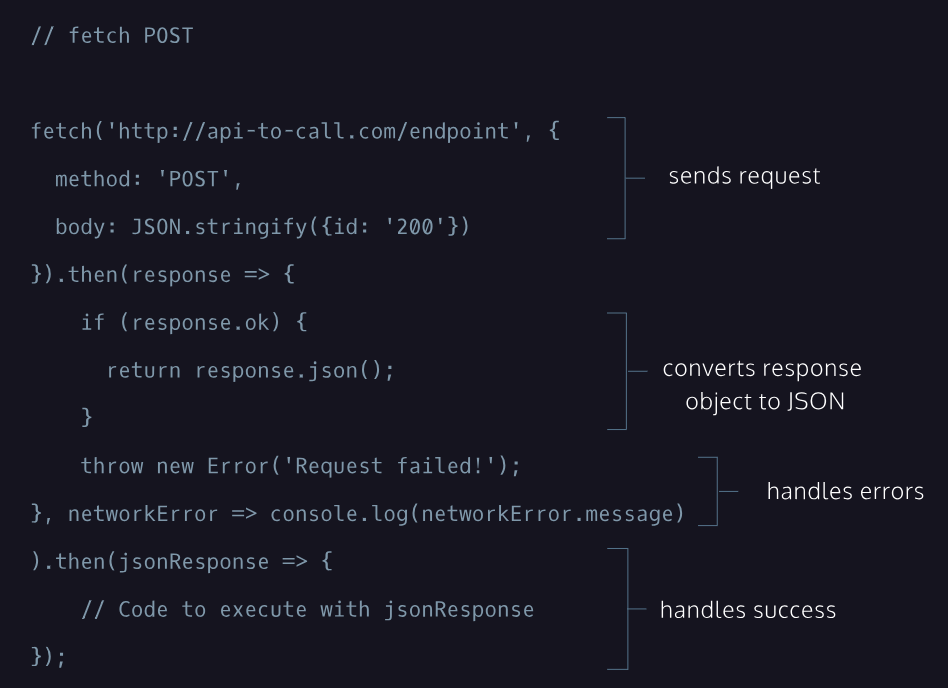 // fetch POST
fetch('http://api-to-call.com/endpoint', {
  method: 'POST',
  body: JSON.stringify({id: '200'})
sends request
}).then(response => {
    if (response.ok) {
      return response.json();
    }
converts response
object to JSON
    throw new Error('Request failed!');
}, networkError => console.log(networkError.message)
handles errors
).then(jsonResponse => {
    // Code to execute with jsonResponse
});
handles success